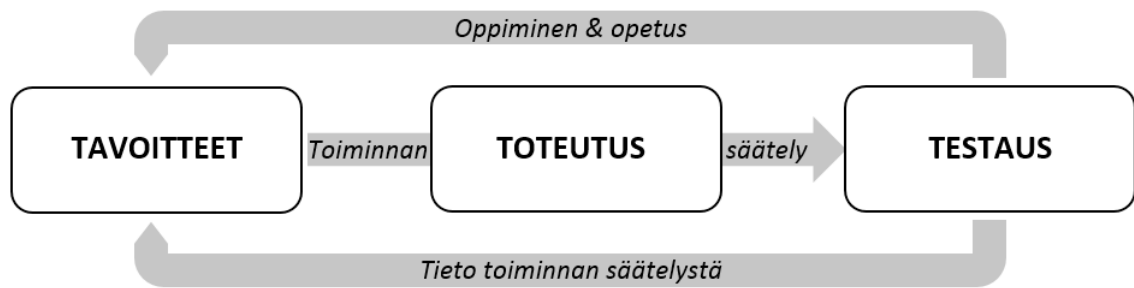 Oppiminen & opetus
TAVOITTEET
Toiminnan
TOTEUTUS
säätely
TESTAUS
Tieto toiminnan säätelystä